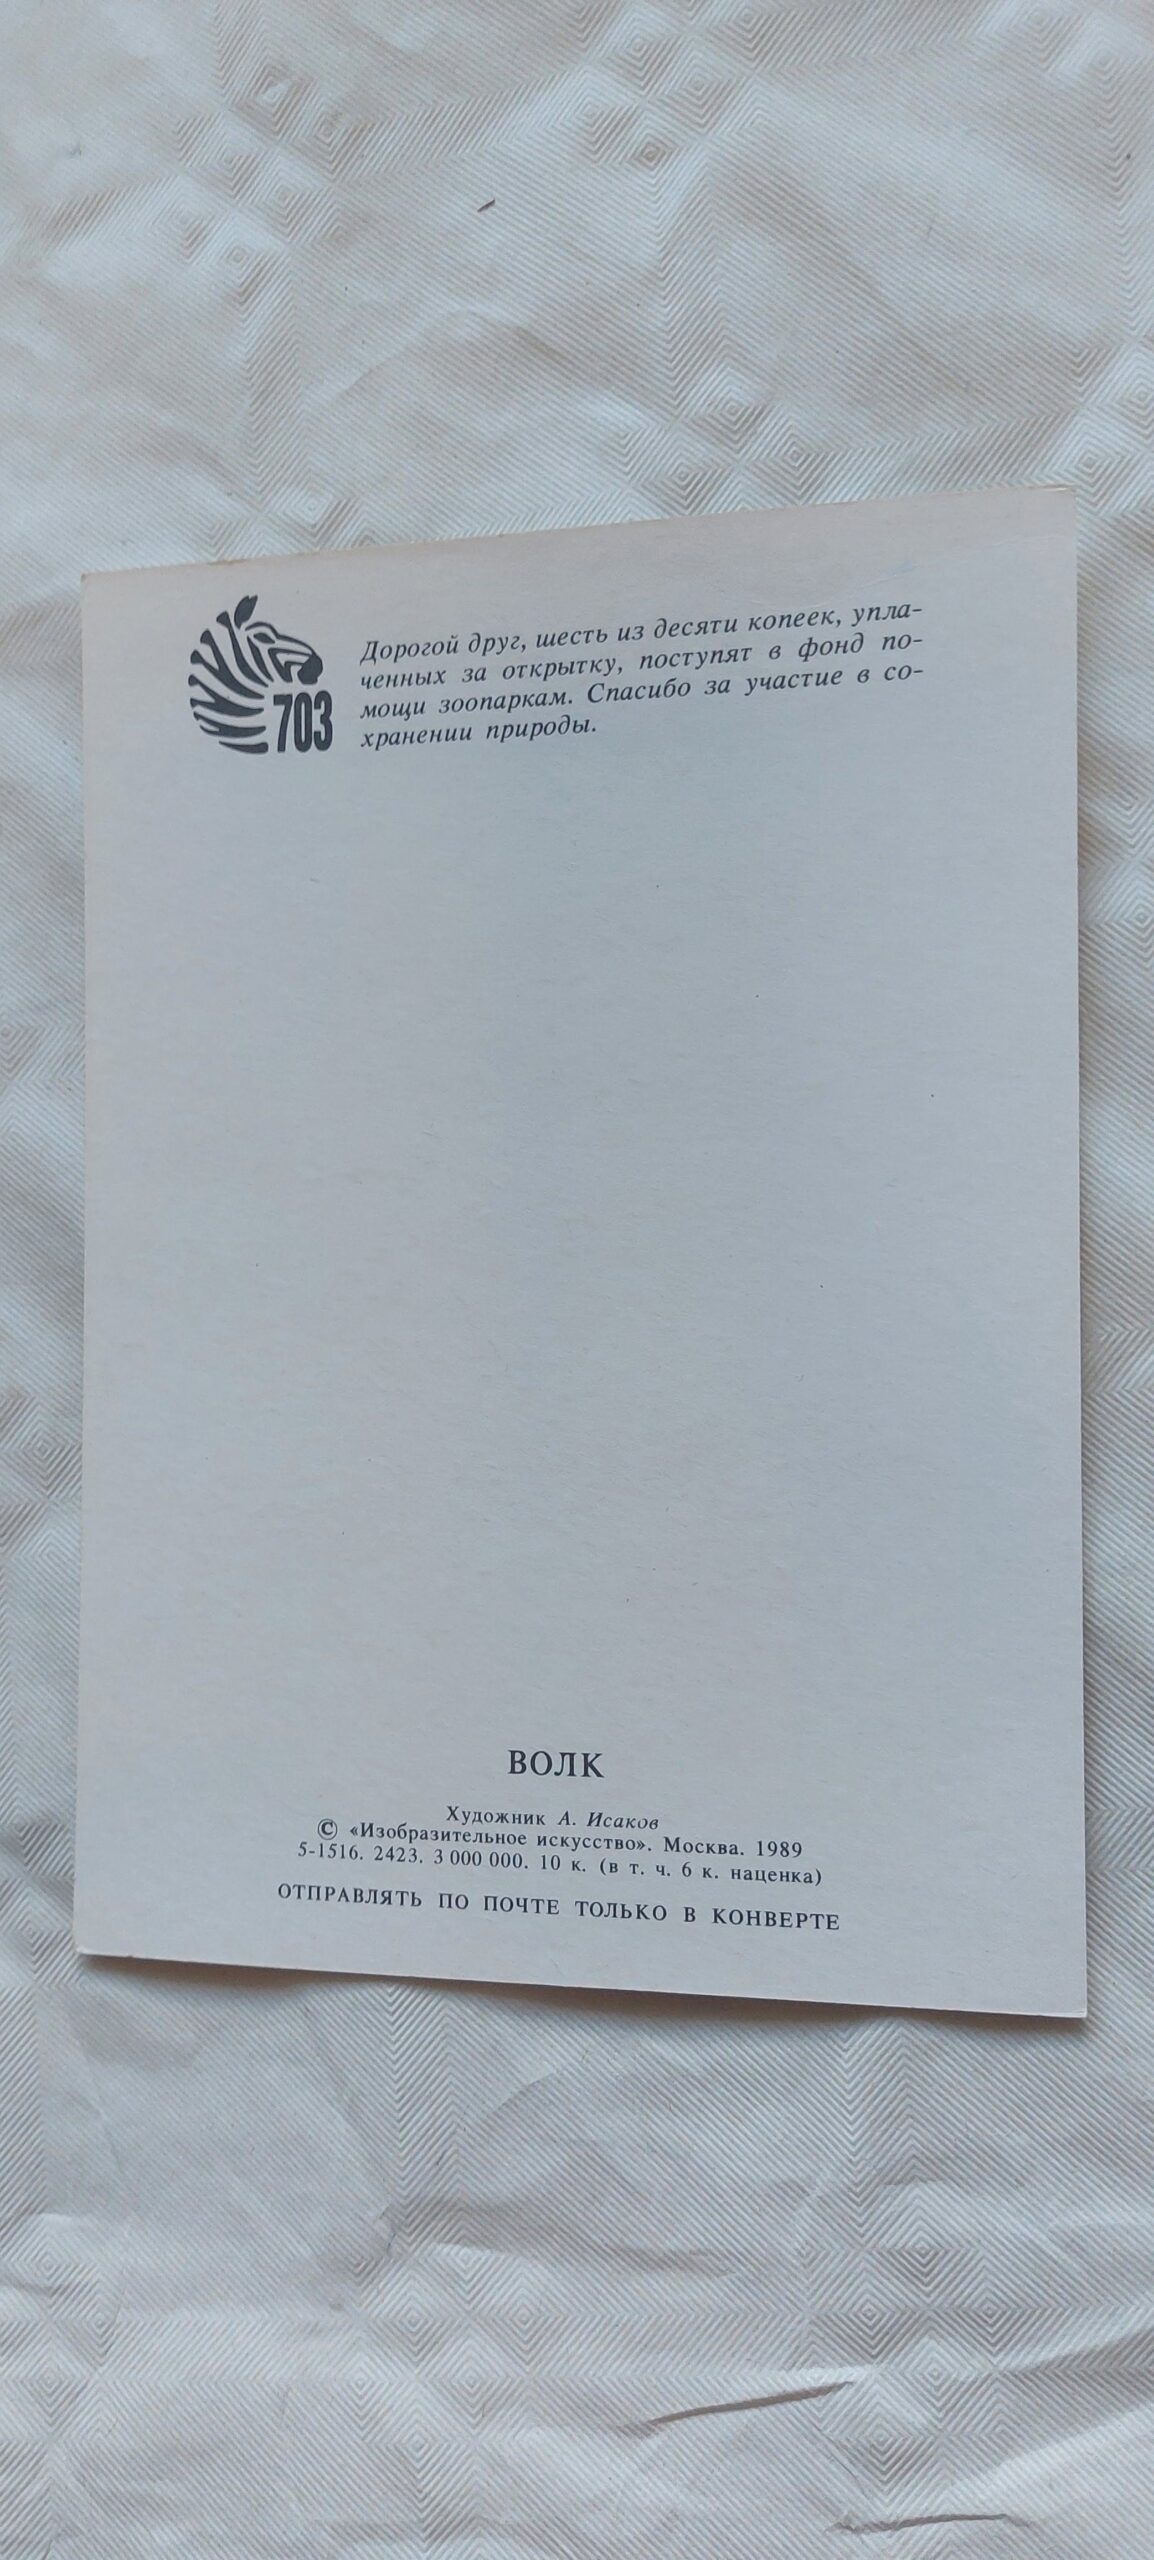 703
Дорогой друг, шесть из десяти копеек, упла-
ченных за открытку, поступят в фонд по-
мощи зоопаркам. Спасибо за участие в со-
хранении природы.
ВОЛК
Художник А. Исаков
© «Изобразительное искусство». Москва. 1989
5-1516. 2423. 3 000 000. 10 к. (в т. ч. 6 к. наценка)
ОТПРАВЛЯТЬ ПО ПОЧТЕ ТОЛЬКО В КОНВЕРТЕ